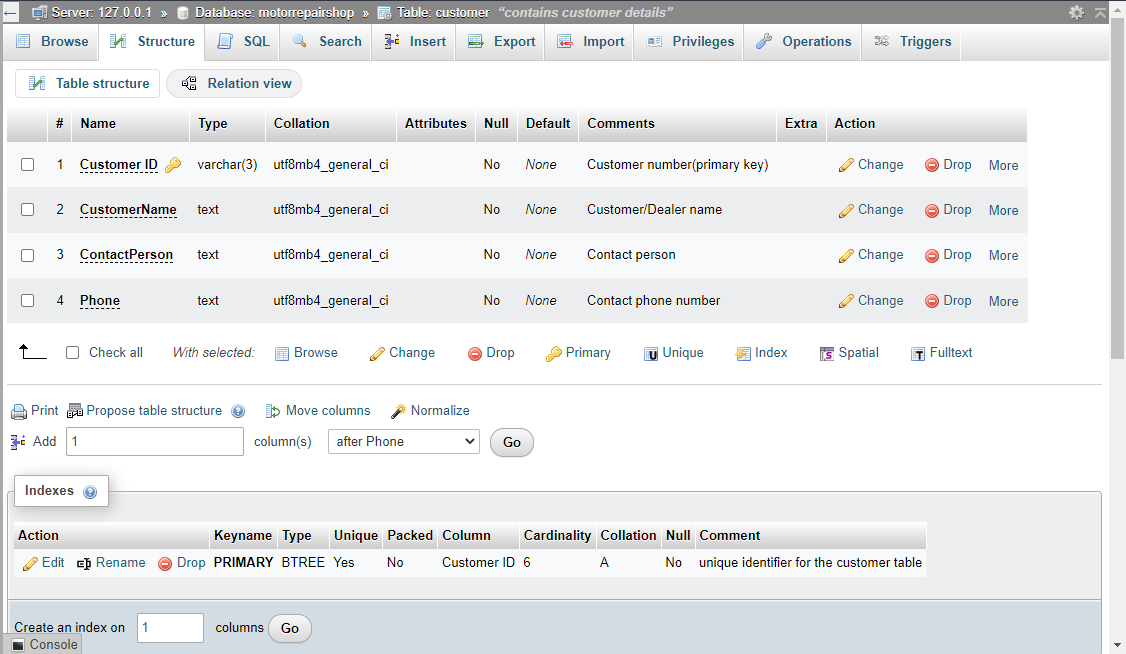 Server: 127.0.0.1 » Database: motorrepairshop » Table: customer "contains customer details"
Browse Structure SQL Search Insert Export Import Privileges Operations Triggers
Table structure Relation view
# Name Type Collation Attributes Null Default Comments Extra Action
1 Customer ID varchar(3) utf8mb4_general_ci No None Customer number(primary key) Change Drop More
2 CustomerName text utf8mb4_general_ci No None Customer/Dealer name Change Drop More
3 ContactPerson text utf8mb4_general_ci No None Contact person Change Drop More
4 Phone text utf8mb4_general_ci No None Contact phone number Change Drop More
Check all With selected: Browse Change Drop Primary Unique Index Spatial Fulltext
Print Propose table structure Move columns Normalize
Add 1 column(s) after Phone Go
Indexes
Action Keyname Type Unique Packed Column Cardinality Collation Null Comment
Edit Rename Drop PRIMARY BTREE Yes No Customer ID 6 A No unique identifier for the customer table
Create an index on 1 columns Go
Console